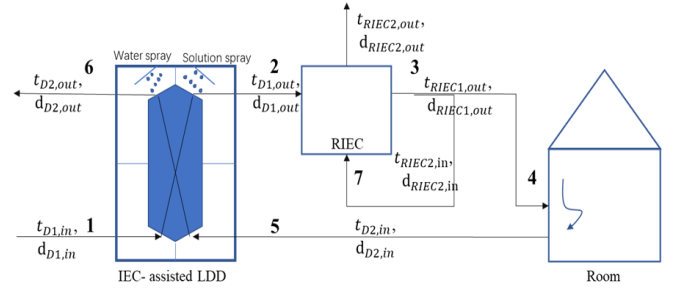 Water spray Solution spray
6
t_{D2,out},
d_{D2,out}
2
t_{D1,out},
d_{D1,out}
t_{RIEC2,out},
d_{RIEC2,out}
3
t_{RIEC1,out},
d_{RIEC1,out}
RIEC
t_{RIEC2,in},
d_{RIEC2,in}
7
4
t_{D1,in},
d_{D1,in}
1
5
t_{D2,in},
d_{D2,in}
IEC- assisted LDD
Room